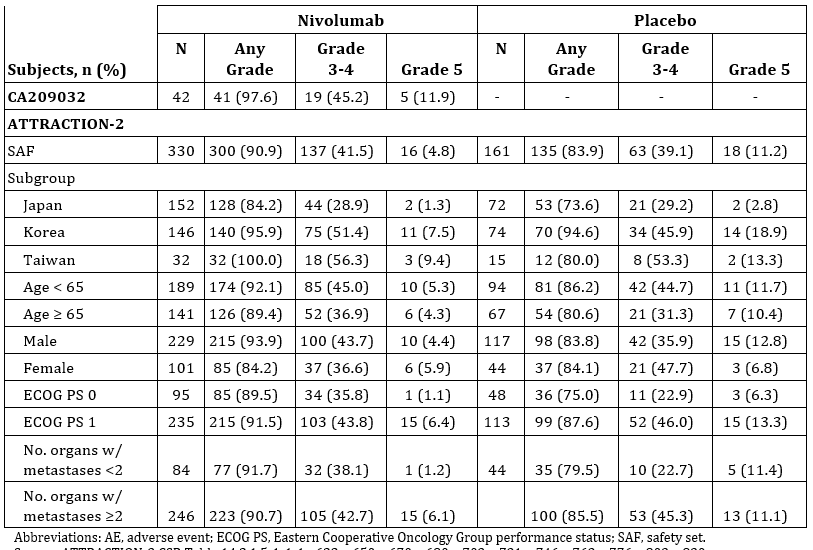 Nivolumab Placebo
Subjects, n (%) N Any Grade Grade 3-4 Grade 5 N Any Grade Grade 3-4 Grade 5
CA209032 42 41 (97.6) 19 (45.2) 5 (11.9) - - - -
ATTRACTION-2
SAF 330 300 (90.9) 137 (41.5) 16 (4.8) 161 135 (83.9) 63 (39.1) 18 (11.2)
Subgroup
Japan 152 128 (84.2) 44 (28.9) 2 (1.3) 72 53 (73.6) 21 (29.2) 2 (2.8)
Korea 146 140 (95.9) 75 (51.4) 11 (7.5) 74 70 (94.6) 34 (45.9) 14 (18.9)
Taiwan 32 32 (100.0) 18 (56.3) 3 (9.4) 15 12 (80.0) 8 (53.3) 2 (13.3)
Age < 65 189 174 (92.1) 85 (45.0) 10 (5.3) 94 81 (86.2) 42 (44.7) 11 (11.7)
Age ≥ 65 141 126 (89.4) 52 (36.9) 6 (4.3) 67 54 (80.6) 21 (31.3) 7 (10.4)
Male 229 215 (93.9) 100 (43.7) 10 (4.4) 117 98 (83.8) 42 (35.9) 15 (12.8)
Female 101 85 (84.2) 37 (36.6) 6 (5.9) 44 37 (84.1) 21 (47.7) 3 (6.8)
ECOG PS 0 95 85 (89.5) 34 (35.8) 1 (1.1) 48 36 (75.0) 11 (22.9) 3 (6.3)
ECOG PS 1 235 215 (91.5) 103 (43.8) 15 (6.4) 113 99 (87.6) 52 (46.0) 15 (13.3)
No. organs w/
metastases <2 84 77 (91.7) 32 (38.1) 1 (1.2) 44 35 (79.5) 10 (22.7) 5 (11.4)
No. organs w/
metastases ≥2 246 223 (90.7) 105 (42.7) 15 (6.1) 100 (85.5) 53 (45.3) 13 (11.1)
Abbreviations: AE, adverse event; ECOG PS, Eastern Cooperative Oncology Group performance status; SAF, safety set.